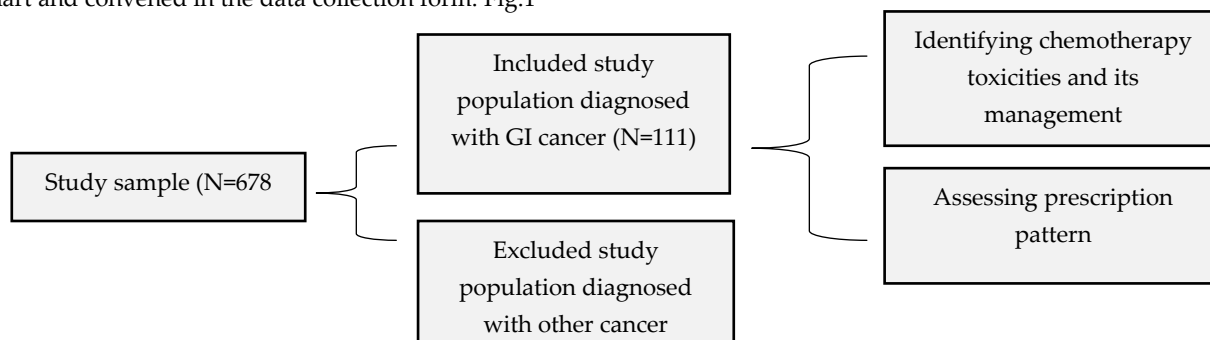 and convened in the data collection form. Fig.1
Included study
population diagnosed
with GI cancer (N=111)
Identifying chemotherapy
toxicities and its
management
Study sample (N=678
Assessing prescription
pattern
Excluded study
population diagnosed
with other cancer